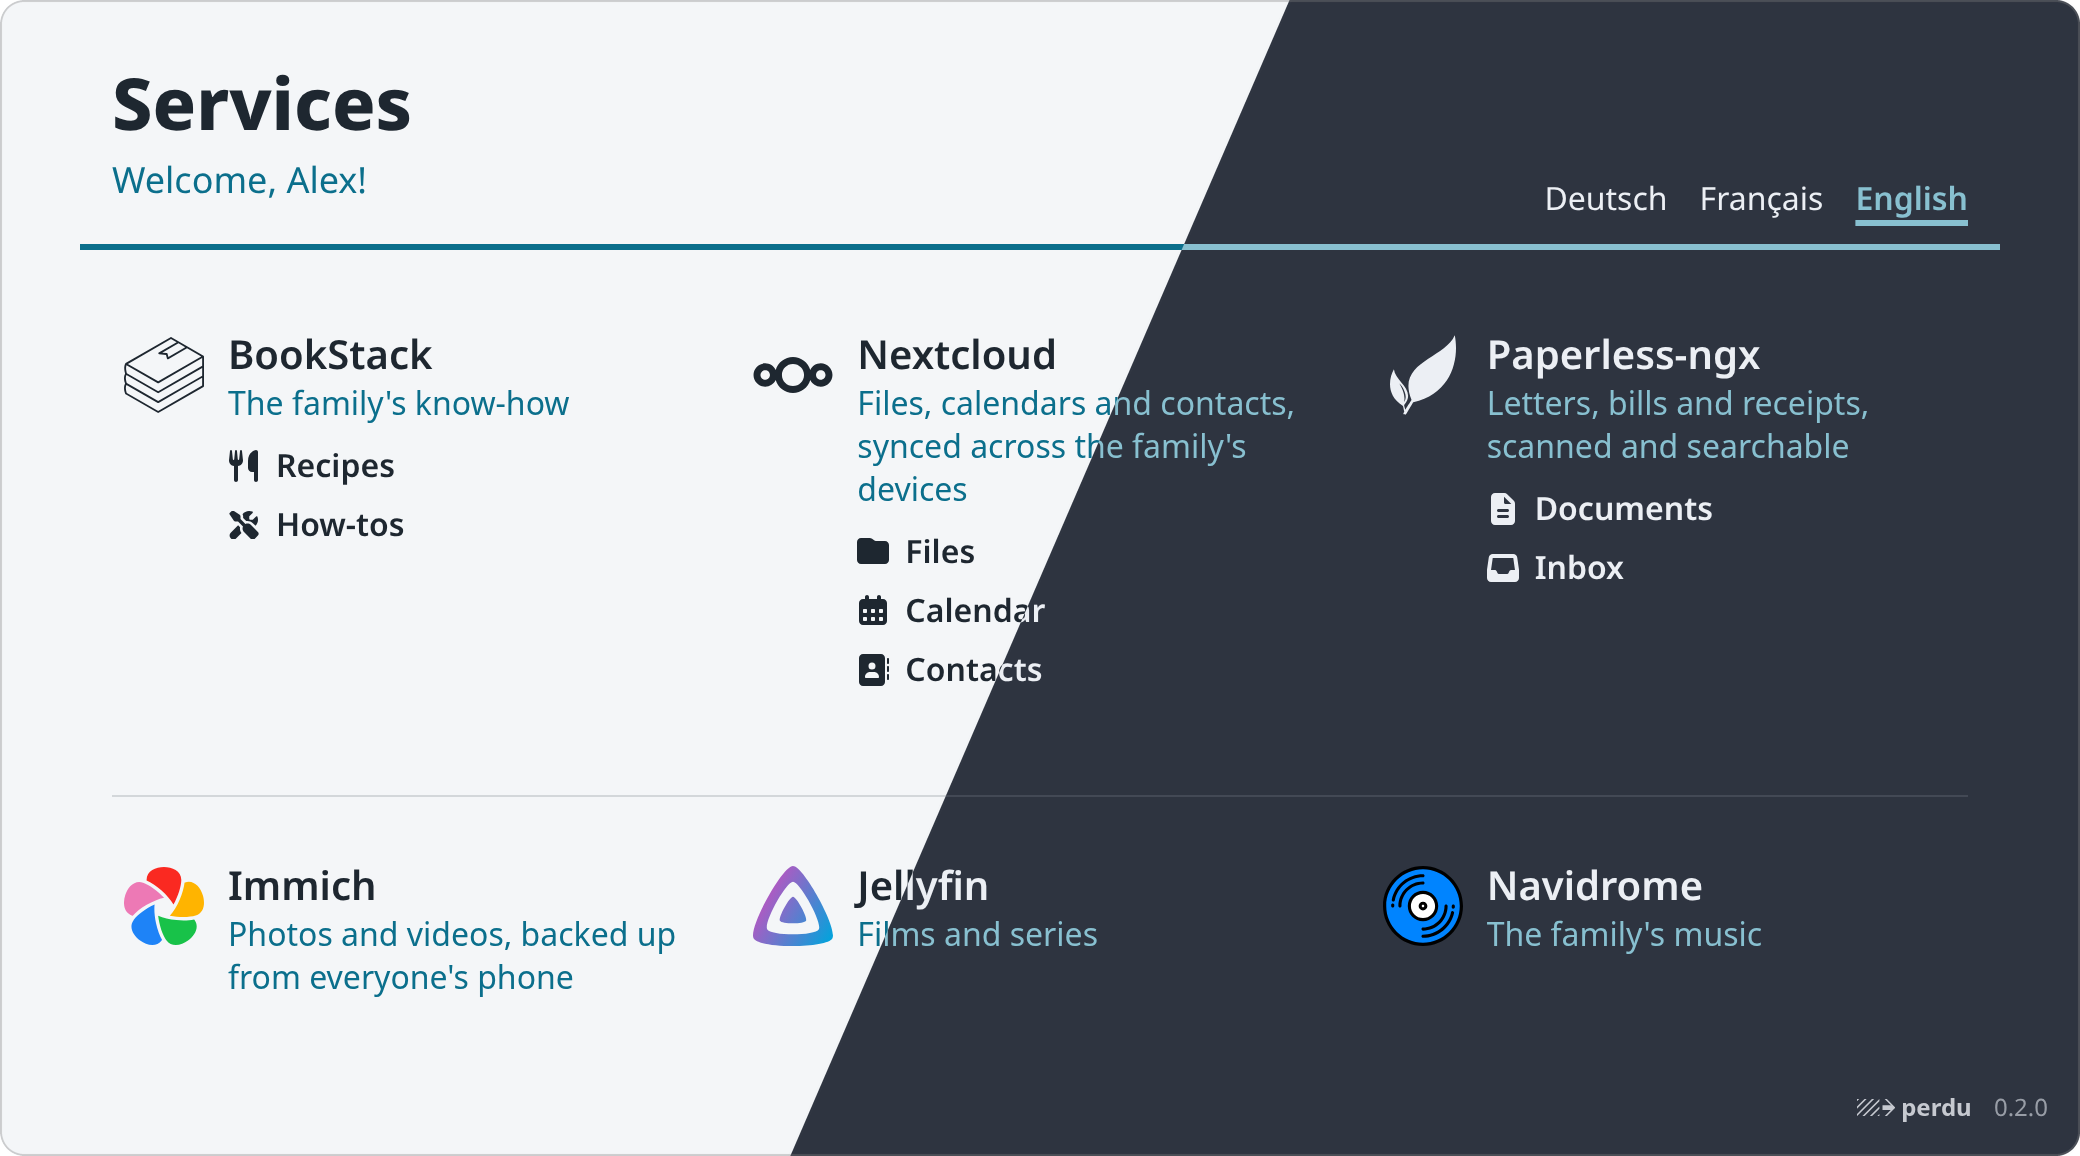 Services
Welcome, Alex!
Deutsch Français English
BookStack
The family's know-how
Recipes
How-tos
Nextcloud
Files, calendars and contacts,
synced across the family's
devices
Files
Calendar
Contacts
Paperless-ngx
Letters, bills and receipts,
scanned and searchable
Documents
Inbox
Immich
Photos and videos, backed up
from everyone's phone
Jellyfin
Films and series
Navidrome
The family's music
perdu 0.2.0